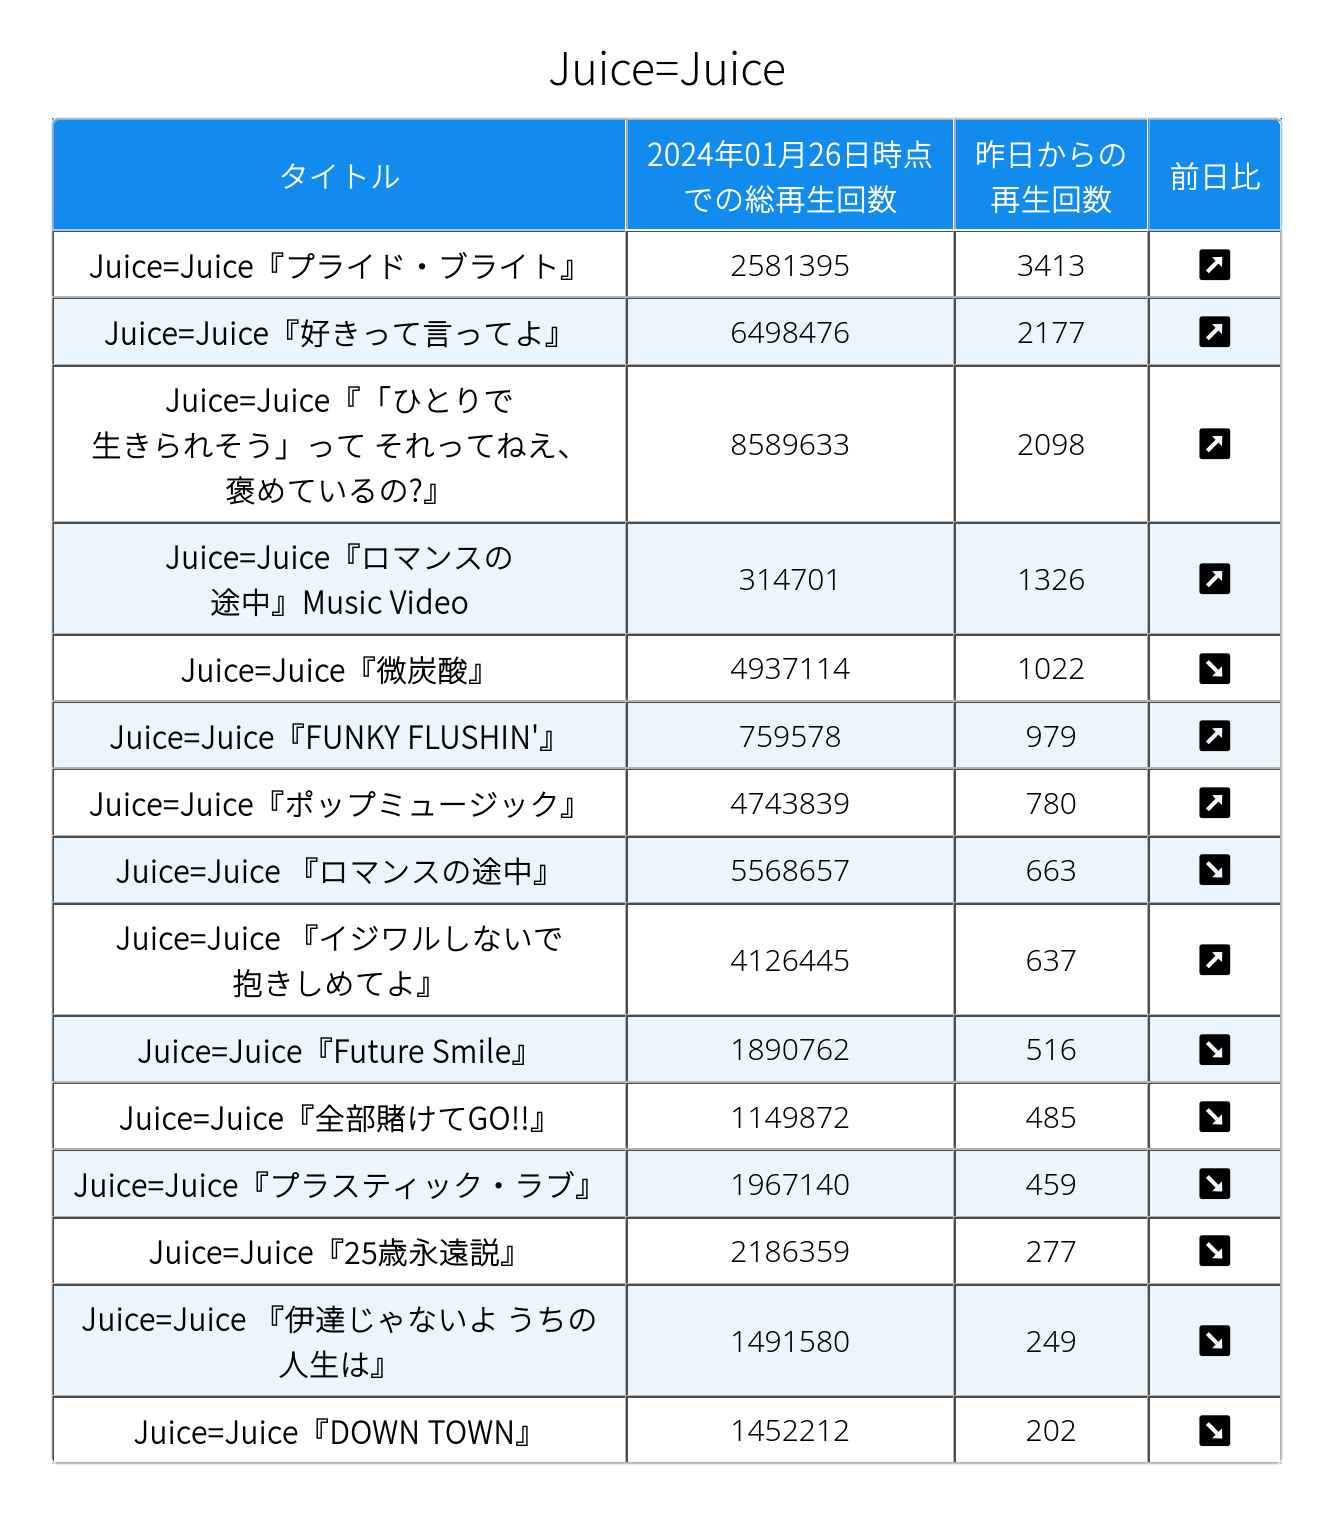 Juice=Juice
タイトル
2024年01月26日時点
での総再生回数
昨日からの
再生回数
前日比
Juice=Juice『プライド・ブライト』
2581395
3413
Juice=Juice『好きって言ってよ』
6498476
2177
Juice=Juice『「ひとりで
生きられそう」って それってねえ、
褒めているの?』
8589633
2098
Juice=Juice『ロマンスの
途中』Music Video
314701
1326
Juice=Juice『微炭酸』
4937114
1022
Juice=Juice『FUNKY FLUSHIN'』
759578
979
Juice=Juice『ポップミュージック』
4743839
780
Juice=Juice 『ロマンスの途中』
5568657
663
Juice=Juice 『イジワルしないで
抱きしめてよ』
4126445
637
Juice=Juice『Future Smile』
1890762
516
Juice=Juice『全部賭けてGO!!』
1149872
485
Juice=Juice『プラスティック・ラブ』
1967140
459
Juice=Juice『25歳永遠説』
2186359
277
Juice=Juice 『伊達じゃないよ うちの
人生は』
1491580
249
Juice=Juice『DOWN TOWN』
1452212
202